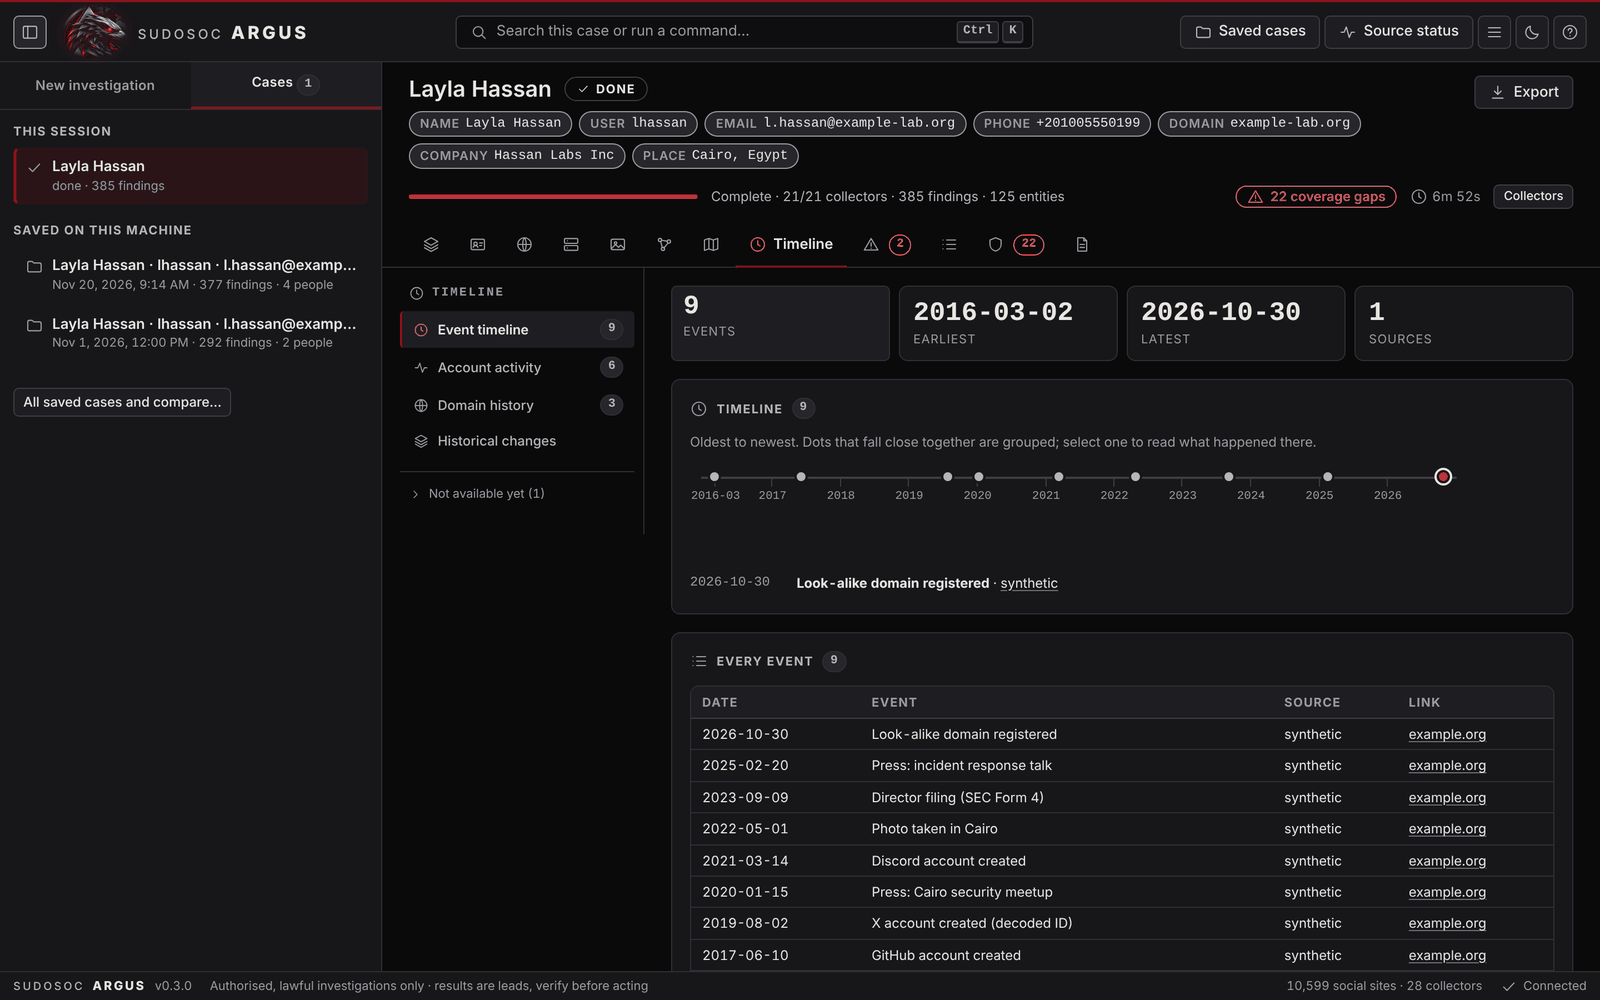 SUDOSOC ARGUS
Search this case or run a command...
Ctrl K
Saved cases
Source status
New investigation
Cases 1
THIS SESSION
Layla Hassan
done · 385 findings
SAVED ON THIS MACHINE
Layla Hassan · lhassan · l.hassan@examp...
Nov 20, 2026, 9:14 AM · 377 findings · 4 people
Layla Hassan · lhassan · l.hassan@examp...
Nov 1, 2026, 12:00 PM · 292 findings · 2 people
All saved cases and compare...
Layla Hassan
DONE
Export
NAME Layla Hassan
USER lhassan
EMAIL l.hassan@example-lab.org
PHONE +201005550199
DOMAIN example-lab.org
COMPANY Hassan Labs Inc
PLACE Cairo, Egypt
Complete · 21/21 collectors · 385 findings · 125 entities
22 coverage gaps
6m 52s
Collectors
Timeline
2
22
TIMELINE
Event timeline 9
Account activity 6
Domain history 3
Historical changes
Not available yet (1)
9
EVENTS
2016-03-02
EARLIEST
2026-10-30
LATEST
1
SOURCES
TIMELINE 9
Oldest to newest. Dots that fall close together are grouped; select one to read what happened there.
2016-03 2017 2018 2019 2020 2021 2022 2023 2024 2025 2026
2026-10-30 Look-alike domain registered · synthetic
EVERY EVENT 9
DATE EVENT SOURCE LINK
2026-10-30 Look-alike domain registered synthetic example.org
2025-02-20 Press: incident response talk synthetic example.org
2023-09-09 Director filing (SEC Form 4) synthetic example.org
2022-05-01 Photo taken in Cairo synthetic example.org
2021-03-14 Discord account created synthetic example.org
2020-01-15 Press: Cairo security meetup synthetic example.org
2019-08-02 X account created (decoded ID) synthetic example.org
2017-06-10 GitHub account created synthetic example.org
SUDOSOC ARGUS v0.3.0 Authorised, lawful investigations only · results are leads, verify before acting
10,599 social sites · 28 collectors
Connected